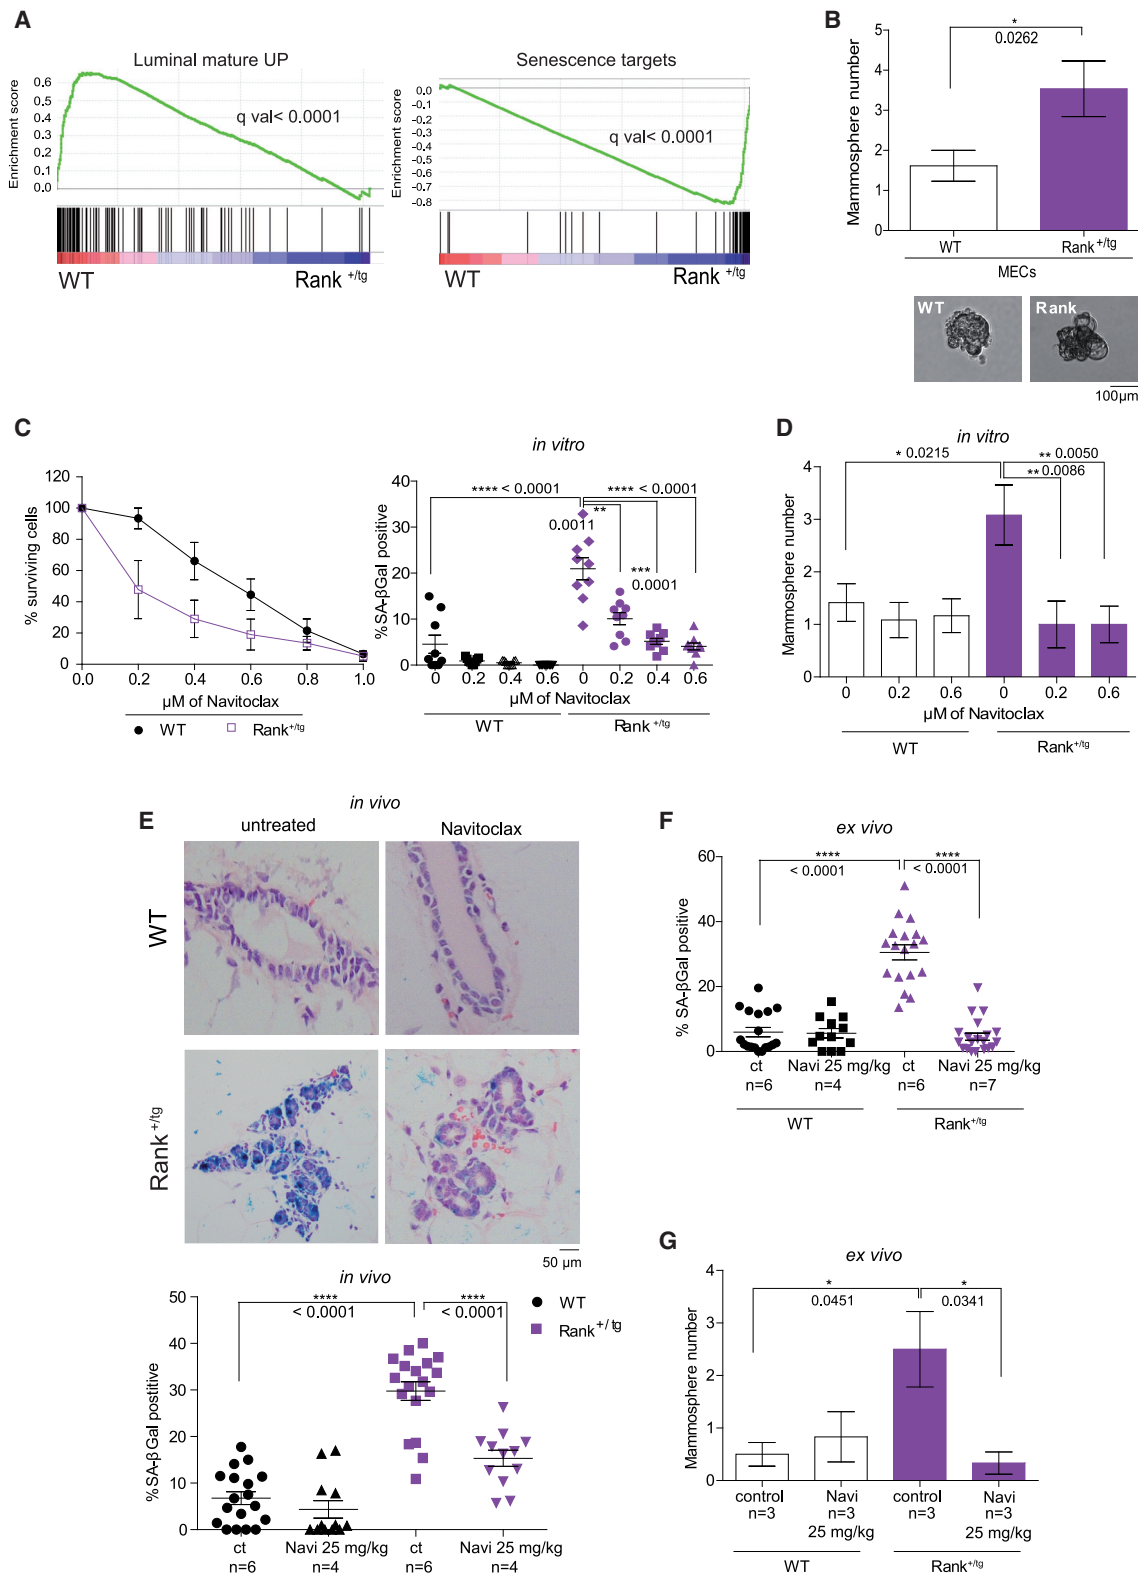 A
Luminal mature UP
Enrichment score
0.6
0.5
0.4
0.3
0.2
0.1
0.0
q val< 0.0001
WT
Rank +/tg
Senescence targets
Enrichment score
0.0
-0.1
-0.2
-0.3
-0.4
-0.5
-0.6
-0.7
-0.8
q val< 0.0001
WT
Rank +/tg
B
*
0.0262
Mammosphere number
5
4
3
2
1
0
WT
Rank +/tg
MECs
WT
Rank
100µm
C
% surviving cells
120
100
80
60
40
20
0
0.0 0.2 0.4 0.6 0.8 1.0
µM of Navitoclax
WT
Rank+/tg
in vitro
%SA-βGal positive
40
30
20
10
0
**** < 0.0001
**** < 0.0001
**
0.0011
***
0.0001
0 0.2 0.4 0.6 0 0.2 0.4 0.6
µM of Navitoclax
WT
Rank+/tg
D
in vitro
* 0.0215
** 0.0050
** 0.0086
Mammosphere number
4
3
2
1
0
0 0.2 0.6 0 0.2 0.6
µM of Navitoclax
WT
Rank+/tg
E
in vivo
untreated
Navitoclax
WT
Rank+/tg
50 µm
in vivo
%SA-βGal postitive
50
40
30
20
10
0
****
< 0.0001
****
< 0.0001
WT
Rank+/tg
ct Navi 25 mg/kg ct Navi 25 mg/kg
n=6 n=4 n=6 n=4
F
ex vivo
% SA-βGal positive
60
40
20
0
****
< 0.0001
****
< 0.0001
ct Navi 25 mg/kg ct Navi 25 mg/kg
n=6 n=4 n=6 n=7
WT
Rank+/tg
G
ex vivo
Mammosphere number
4
3
2
1
0
*
0.0451
*
0.0341
control Navi control Navi
n=3 n=3 n=3 n=3
25 mg/kg 25 mg/kg
WT
Rank+/tg